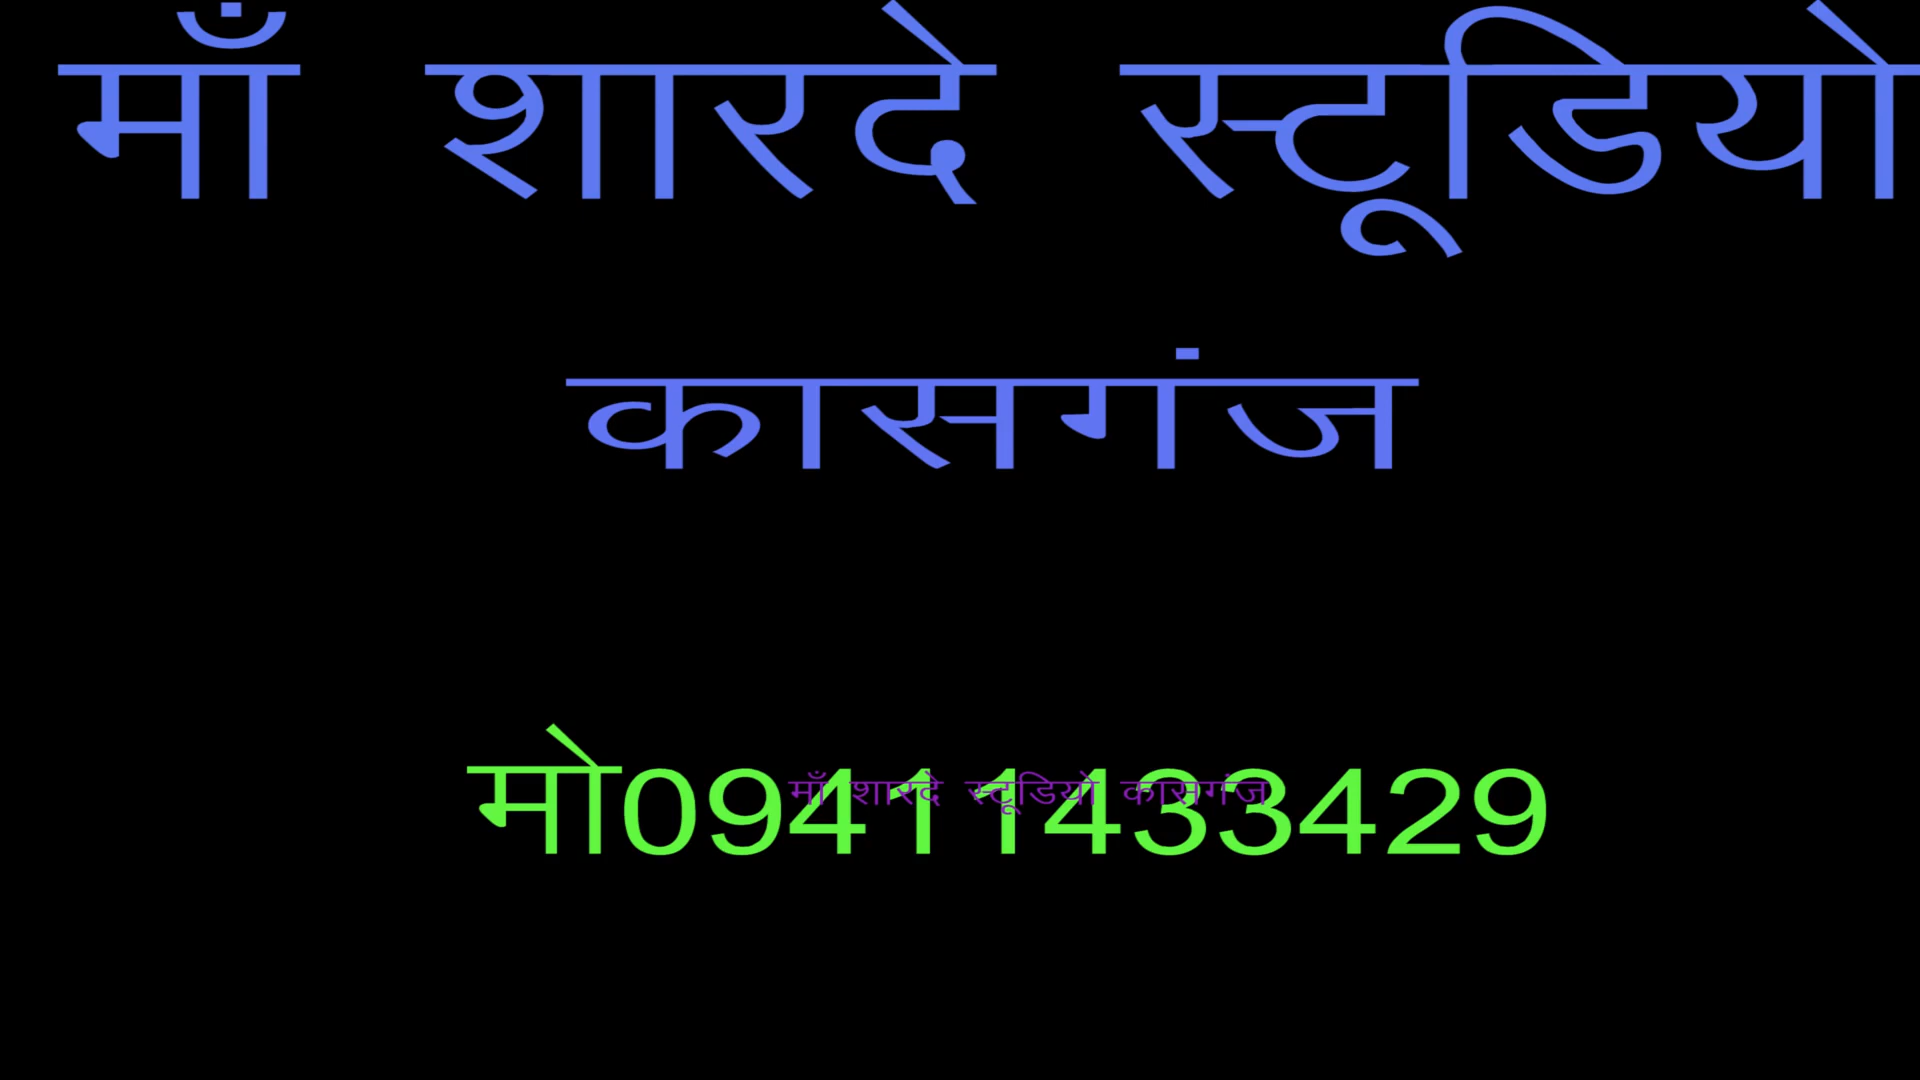 माँ शारदे स्टूडियो
कासगंज
मो09411433429
माँ शारदे स्टूडियो कासगंज